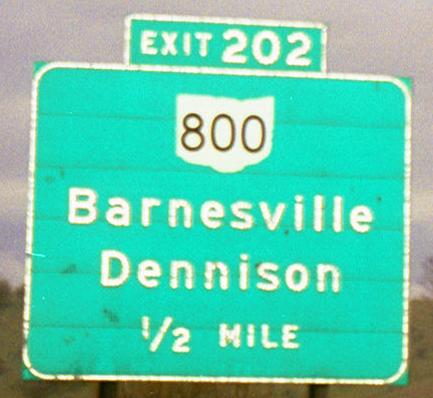 EXIT 202
800
Barnesville
Dennison
1/2 MILE